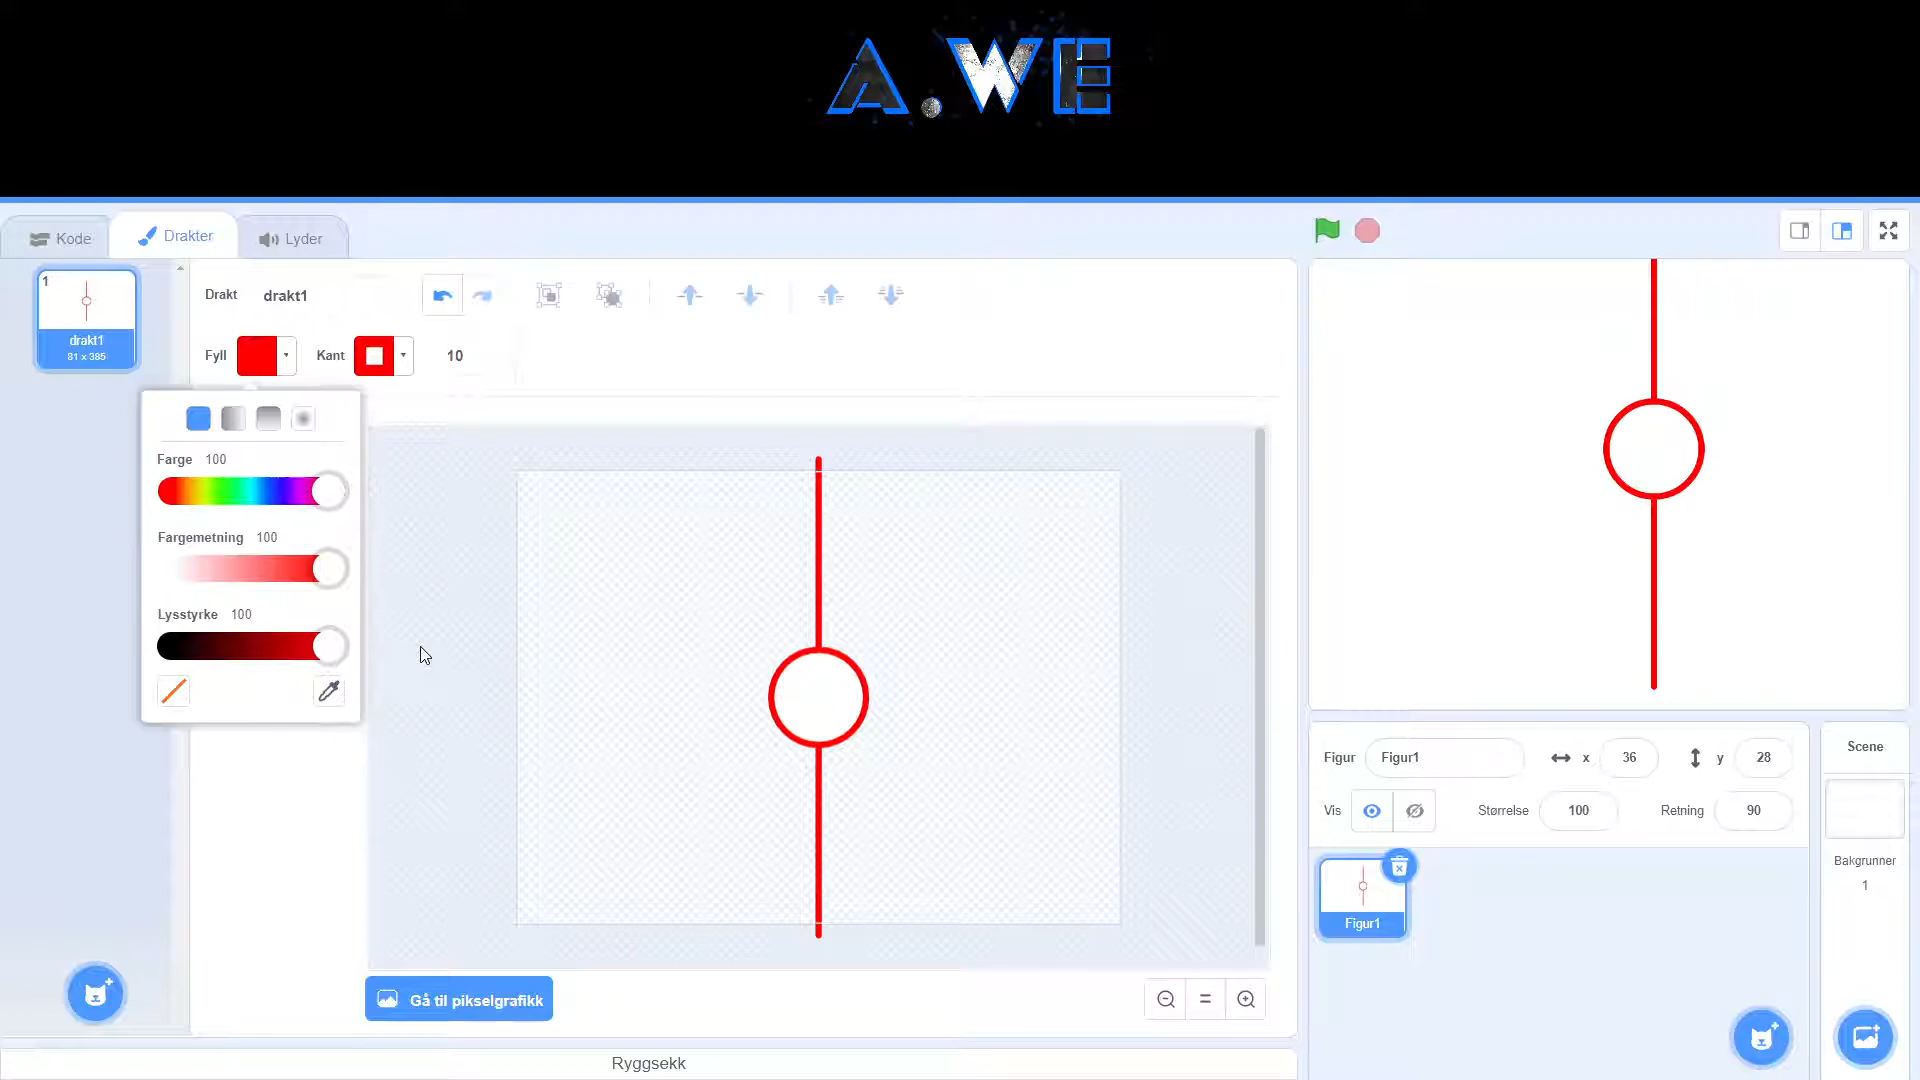 A.WE
Kode
Drakter
Lyder
1
drakt1
81 x 385
Drakt
drakt1
Fyll
Kant
10
Farge 100
Fargemetning 100
Lysstyrke 100
Gå til pikselgrafikk
Ryggsekk
Figur
Figur1
x
36
y
28
Vis
Størrelse
100
Retning
90
Figur1
Scene
Bakgrunner
1